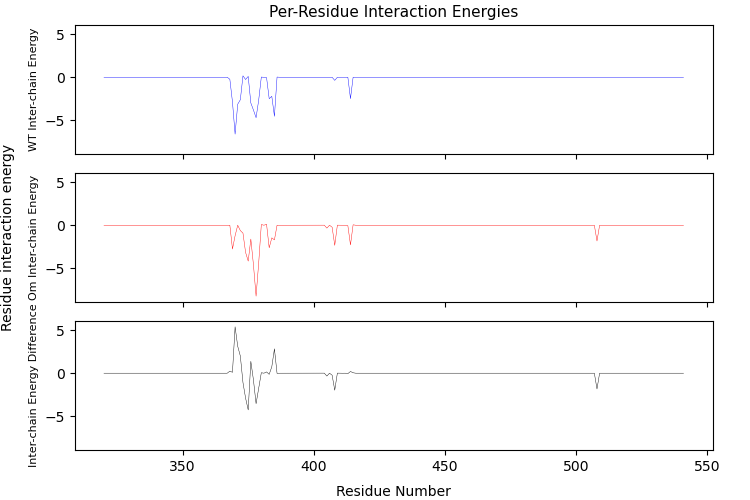 Per-Residue Interaction Energies
Residue interaction energy
WT Inter-chain Energy
5
0
−5
Om Inter-chain Energy
5
0
−5
Inter-chain Energy Difference
5
0
−5
350
400
450
500
550
Residue Number